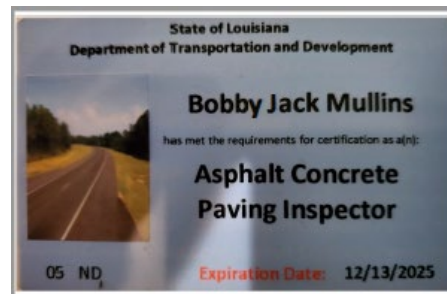 State of Louisiana
Department of Transportation and Development
Bobby Jack Mullins
has met the requirements for certification as a(n):
Asphalt Concrete
Paving Inspector
05 ND
Expiration Date: 12/13/2025